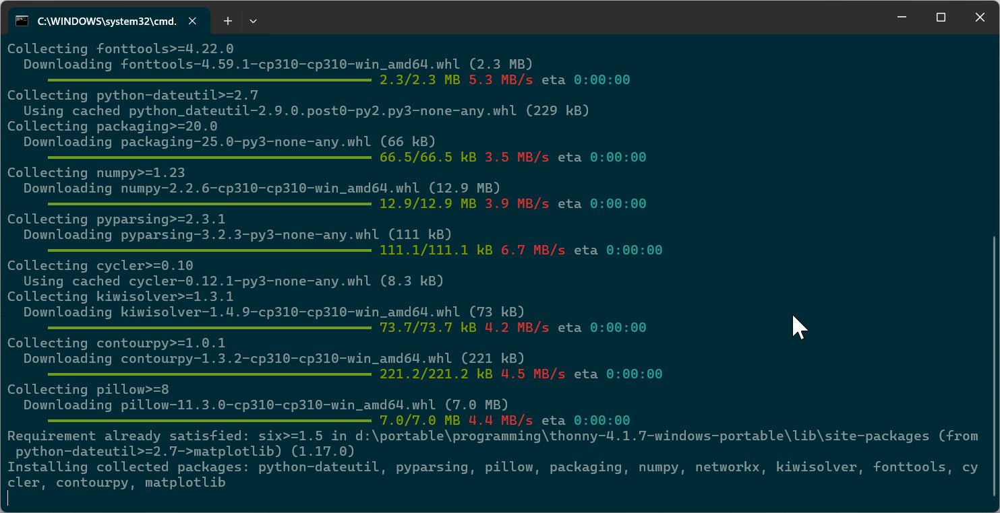 C:\WINDOWS\system32\cmd.
Collecting fonttools>=4.22.0
Downloading fonttools-4.59.1-cp310-cp310-win_amd64.whl (2.3 MB)
2.3/2.3 MB 5.3 MB/s eta 0:00:00
Collecting python-dateutil>=2.7
Using cached python_dateutil-2.9.0.post0-py2.py3-none-any.whl (229 kB)
Collecting packaging>=20.0
Downloading packaging-25.0-py3-none-any.whl (66 kB)
66.5/66.5 kB 3.5 MB/s eta 0:00:00
Collecting numpy>=1.23
Downloading numpy-2.2.6-cp310-cp310-win_amd64.whl (12.9 MB)
12.9/12.9 MB 3.9 MB/s eta 0:00:00
Collecting pyparsing>=2.3.1
Downloading pyparsing-3.2.3-py3-none-any.whl (111 kB)
111.1/111.1 kB 6.7 MB/s eta 0:00:00
Collecting cycler>=0.10
Using cached cycler-0.12.1-py3-none-any.whl (8.3 kB)
Collecting kiwisolver>=1.3.1
Downloading kiwisolver-1.4.9-cp310-cp310-win_amd64.whl (73 kB)
73.7/73.7 kB 4.2 MB/s eta 0:00:00
Collecting contourpy>=1.0.1
Downloading contourpy-1.3.2-cp310-cp310-win_amd64.whl (221 kB)
221.2/221.2 kB 4.5 MB/s eta 0:00:00
Collecting pillow>=8
Downloading pillow-11.3.0-cp310-cp310-win_amd64.whl (7.0 MB)
7.0/7.0 MB 4.4 MB/s eta 0:00:00
Requirement already satisfied: six>=1.5 in d:\portable\programming\thonny-4.1.7-windows-portable\lib\site-packages (from
python-dateutil>=2.7->matplotlib) (1.17.0)
Installing collected packages: python-dateutil, pyparsing, pillow, packaging, numpy, networkx, kiwisolver, fonttools, cy
cler, contourpy, matplotlib